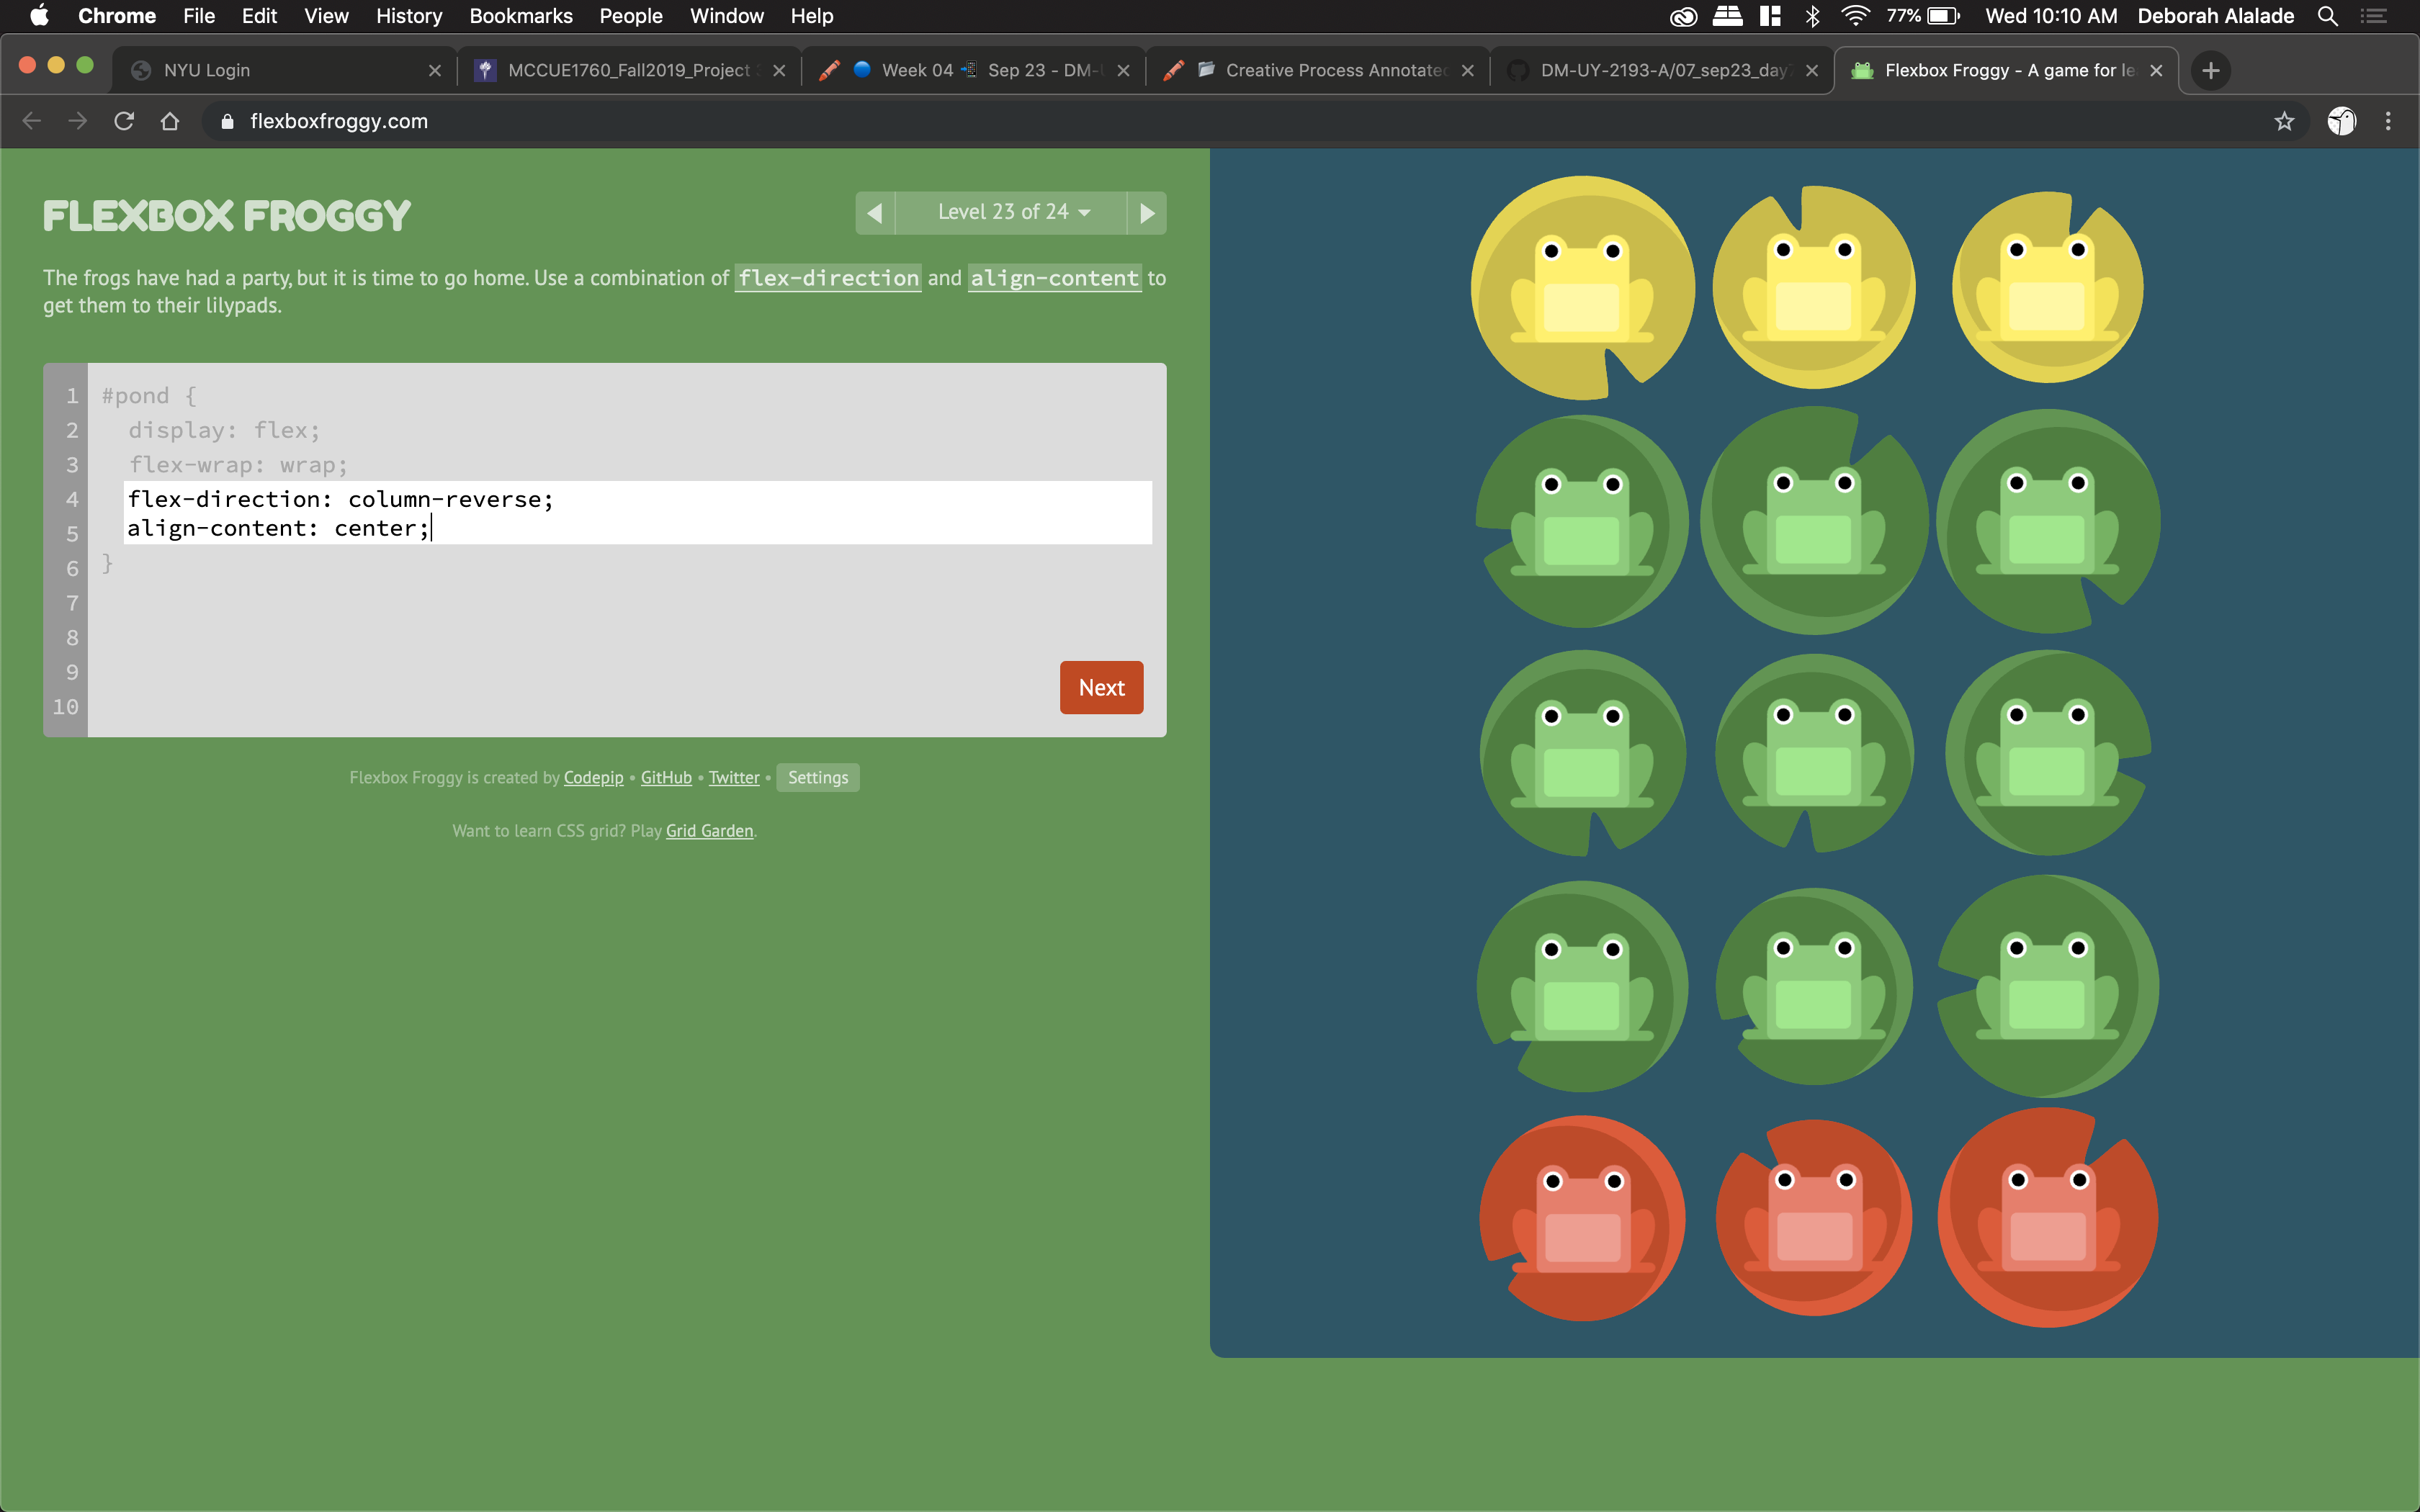 Chrome File Edit View History Bookmarks People Window Help 77% Wed 10:10 AM Deborah Alalade
NYU Login MCCUE1760_Fall2019_Project Week 04 Sep 23 - DM- Creative Process Annotated DM-UY-2193-A/07_sep23_day Flexbox Froggy - A game for le
flexboxfroggy.com
FLEXBOX FROGGY
Level 23 of 24
The frogs have had a party, but it is time to go home. Use a combination of flex-direction and align-content to
get them to their lilypads.
1 #pond {
2 display: flex;
3 flex-wrap: wrap;
4 flex-direction: column-reverse;
5 align-content: center;
6 }
7
8
9
10
Next
Flexbox Froggy is created by Codepip • GitHub • Twitter • Settings
Want to learn CSS grid? Play Grid Garden.